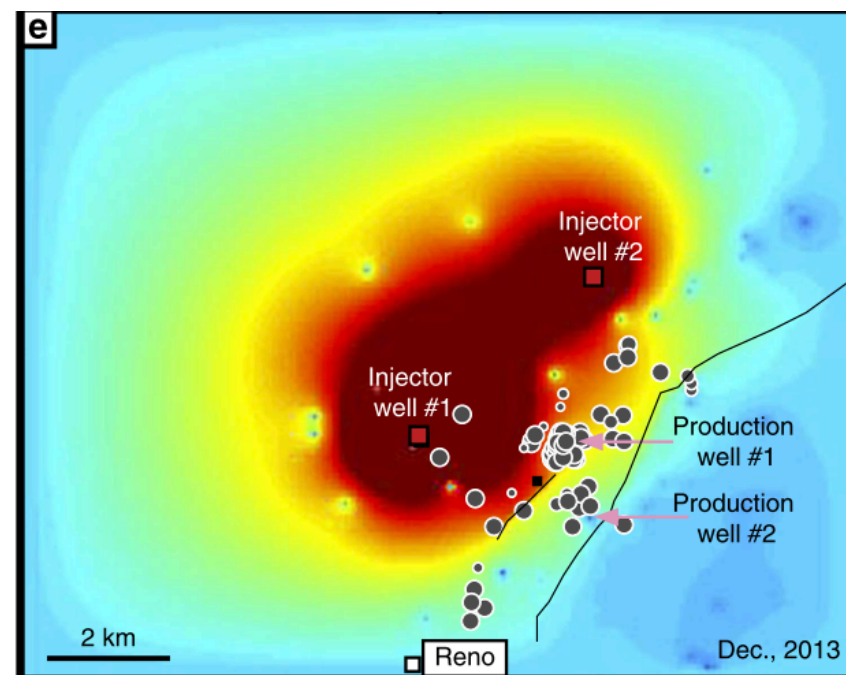 e
Injector
well #2
Injector
well #1
Production
well #1
Production
well #2
2 km
Reno
Dec., 2013